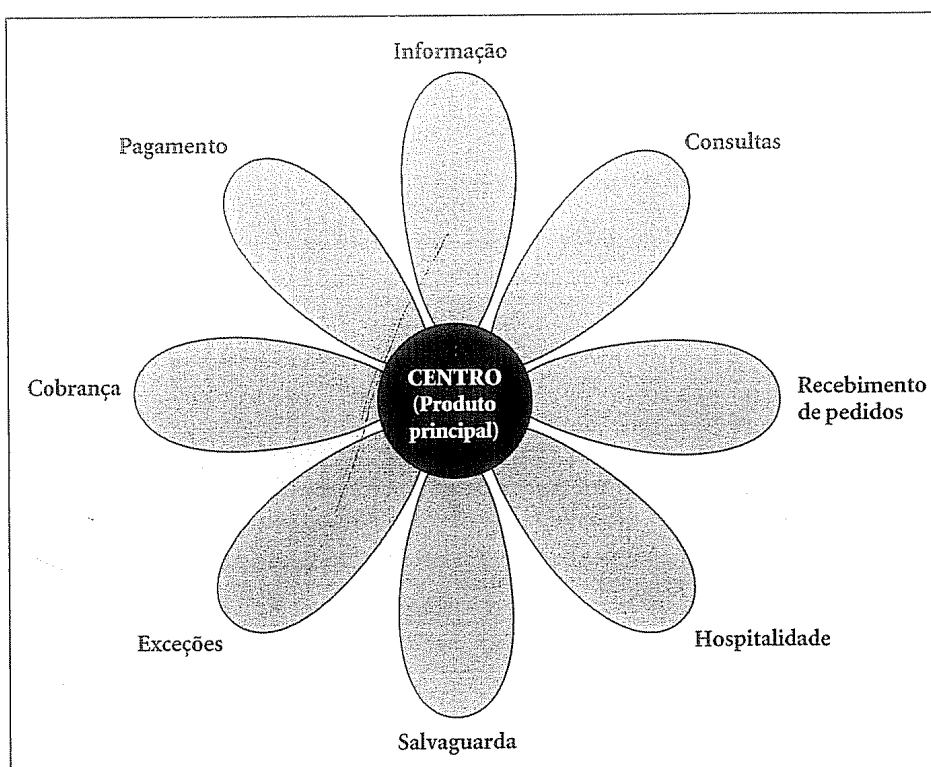 Informação
Consultas
Recebimento
de pedidos
Hospitalidade
Salvaguarda
Exceções
Cobrança
Pagamento
CENTRO
(Produto
principal)